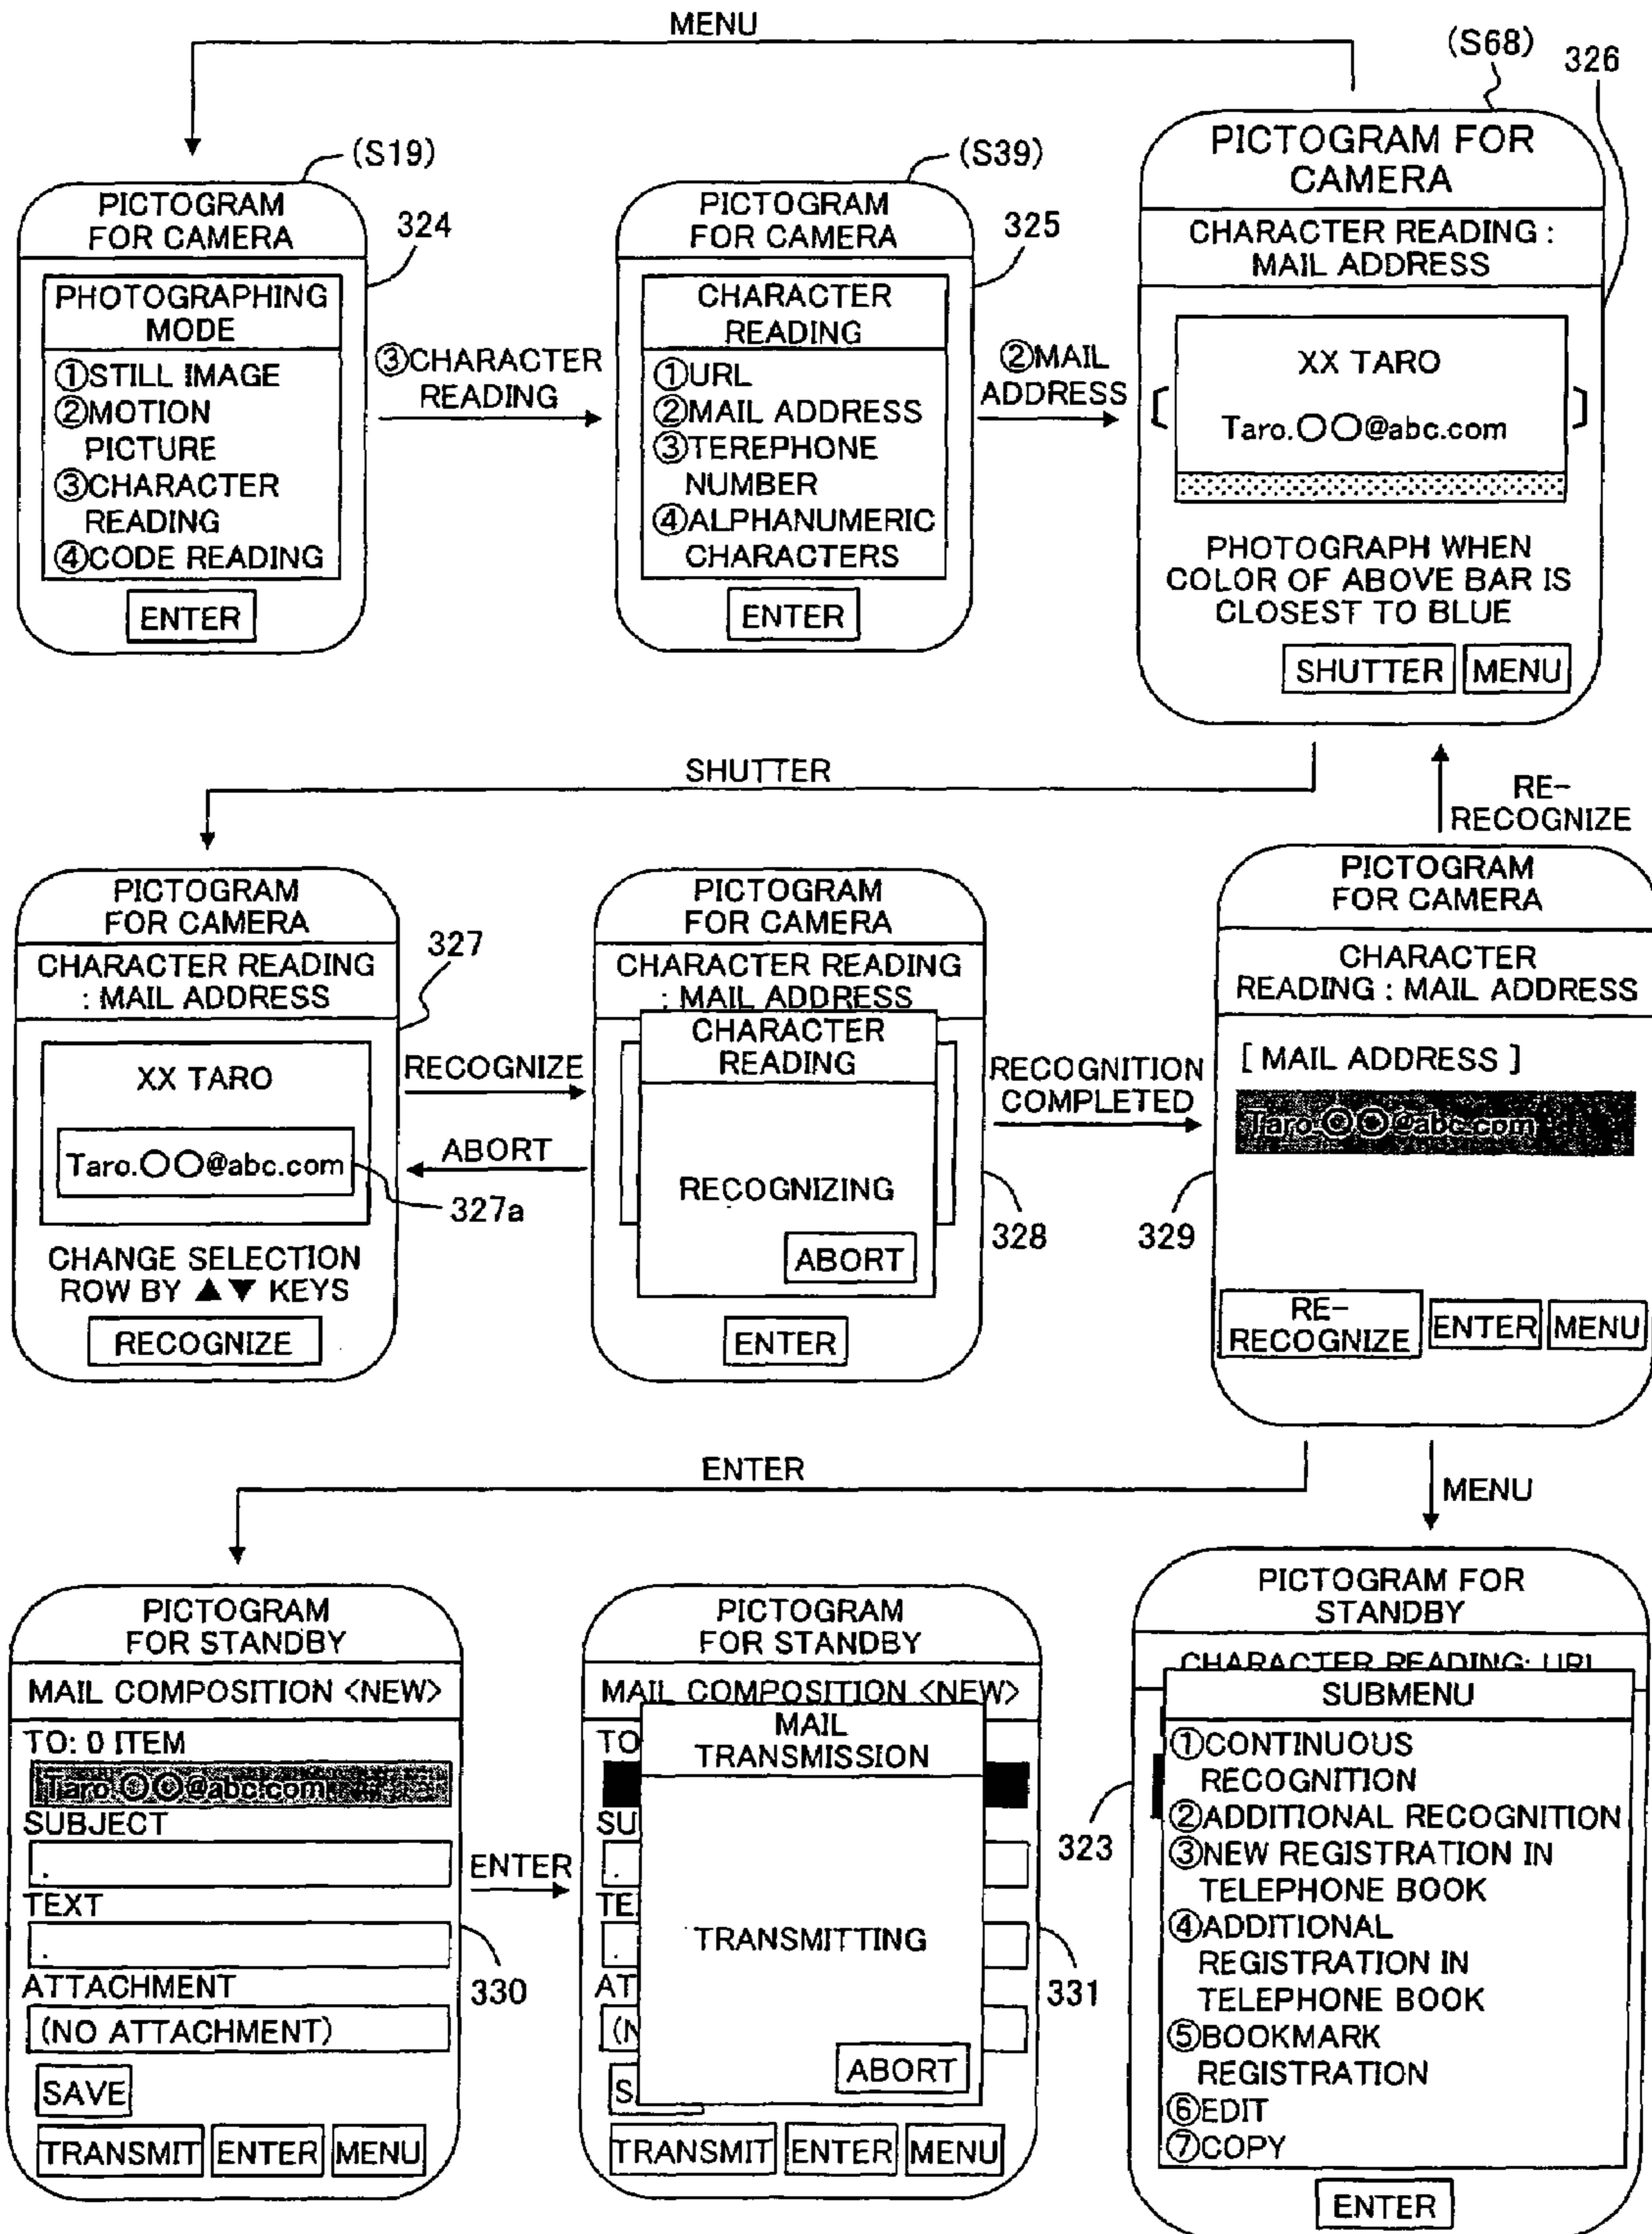 MENU
(S68)
326
(S19)
PICTOGRAM
FOR CAMERA
324
PHOTOGRAPHING
MODE
①STILL IMAGE
②MOTION
PICTURE
③CHARACTER
READING
④CODE READING
ENTER
③CHARACTER
READING
(S39)
PICTOGRAM
FOR CAMERA
325
CHARACTER
READING
①URL
②MAIL ADDRESS
③TEREPHONE
NUMBER
④ALPHANUMERIC
CHARACTERS
ENTER
②MAIL
ADDRESS
PICTOGRAM FOR
CAMERA
CHARACTER READING :
MAIL ADDRESS
XX TARO
[ ]
Taro.○○@abc.com
PHOTOGRAPH WHEN
COLOR OF ABOVE BAR IS
CLOSEST TO BLUE
SHUTTER MENU
SHUTTER
RE-
RECOGNIZE
PICTOGRAM
FOR CAMERA
CHARACTER READING
: MAIL ADDRESS
327
XX TARO
Taro.○○@abc.com
327a
CHANGE SELECTION
ROW BY ▲▼ KEYS
RECOGNIZE
RECOGNIZE
ABORT
PICTOGRAM
FOR CAMERA
CHARACTER READING
: MAIL ADDRESS
CHARACTER
READING
RECOGNIZING
ABORT
ENTER
328
RECOGNITION
COMPLETED
PICTOGRAM
FOR CAMERA
CHARACTER
READING : MAIL ADDRESS
[ MAIL ADDRESS ]
Taro.○○@abc.com
329
RE-
RECOGNIZE
ENTER MENU
ENTER
MENU
PICTOGRAM
FOR STANDBY
MAIL COMPOSITION <NEW>
TO: 0 ITEM
Taro.○○@abc.com
SUBJECT
.
TEXT
.
ATTACHMENT
(NO ATTACHMENT)
SAVE
TRANSMIT ENTER MENU
330
ENTER
PICTOGRAM
FOR STANDBY
MAIL COMPOSITION <NEW>
MAIL
TRANSMISSION
TO
SU
.
TE
.
TRANSMITTING
AT
(N
ABORT
S
TRANSMIT ENTER MENU
331
PICTOGRAM FOR
STANDBY
CHARACTER READING: URL
SUBMENU
①CONTINUOUS
RECOGNITION
②ADDITIONAL RECOGNITION
③NEW REGISTRATION IN
TELEPHONE BOOK
④ADDITIONAL
REGISTRATION IN
TELEPHONE BOOK
⑤BOOKMARK
REGISTRATION
⑥EDIT
⑦COPY
ENTER
323